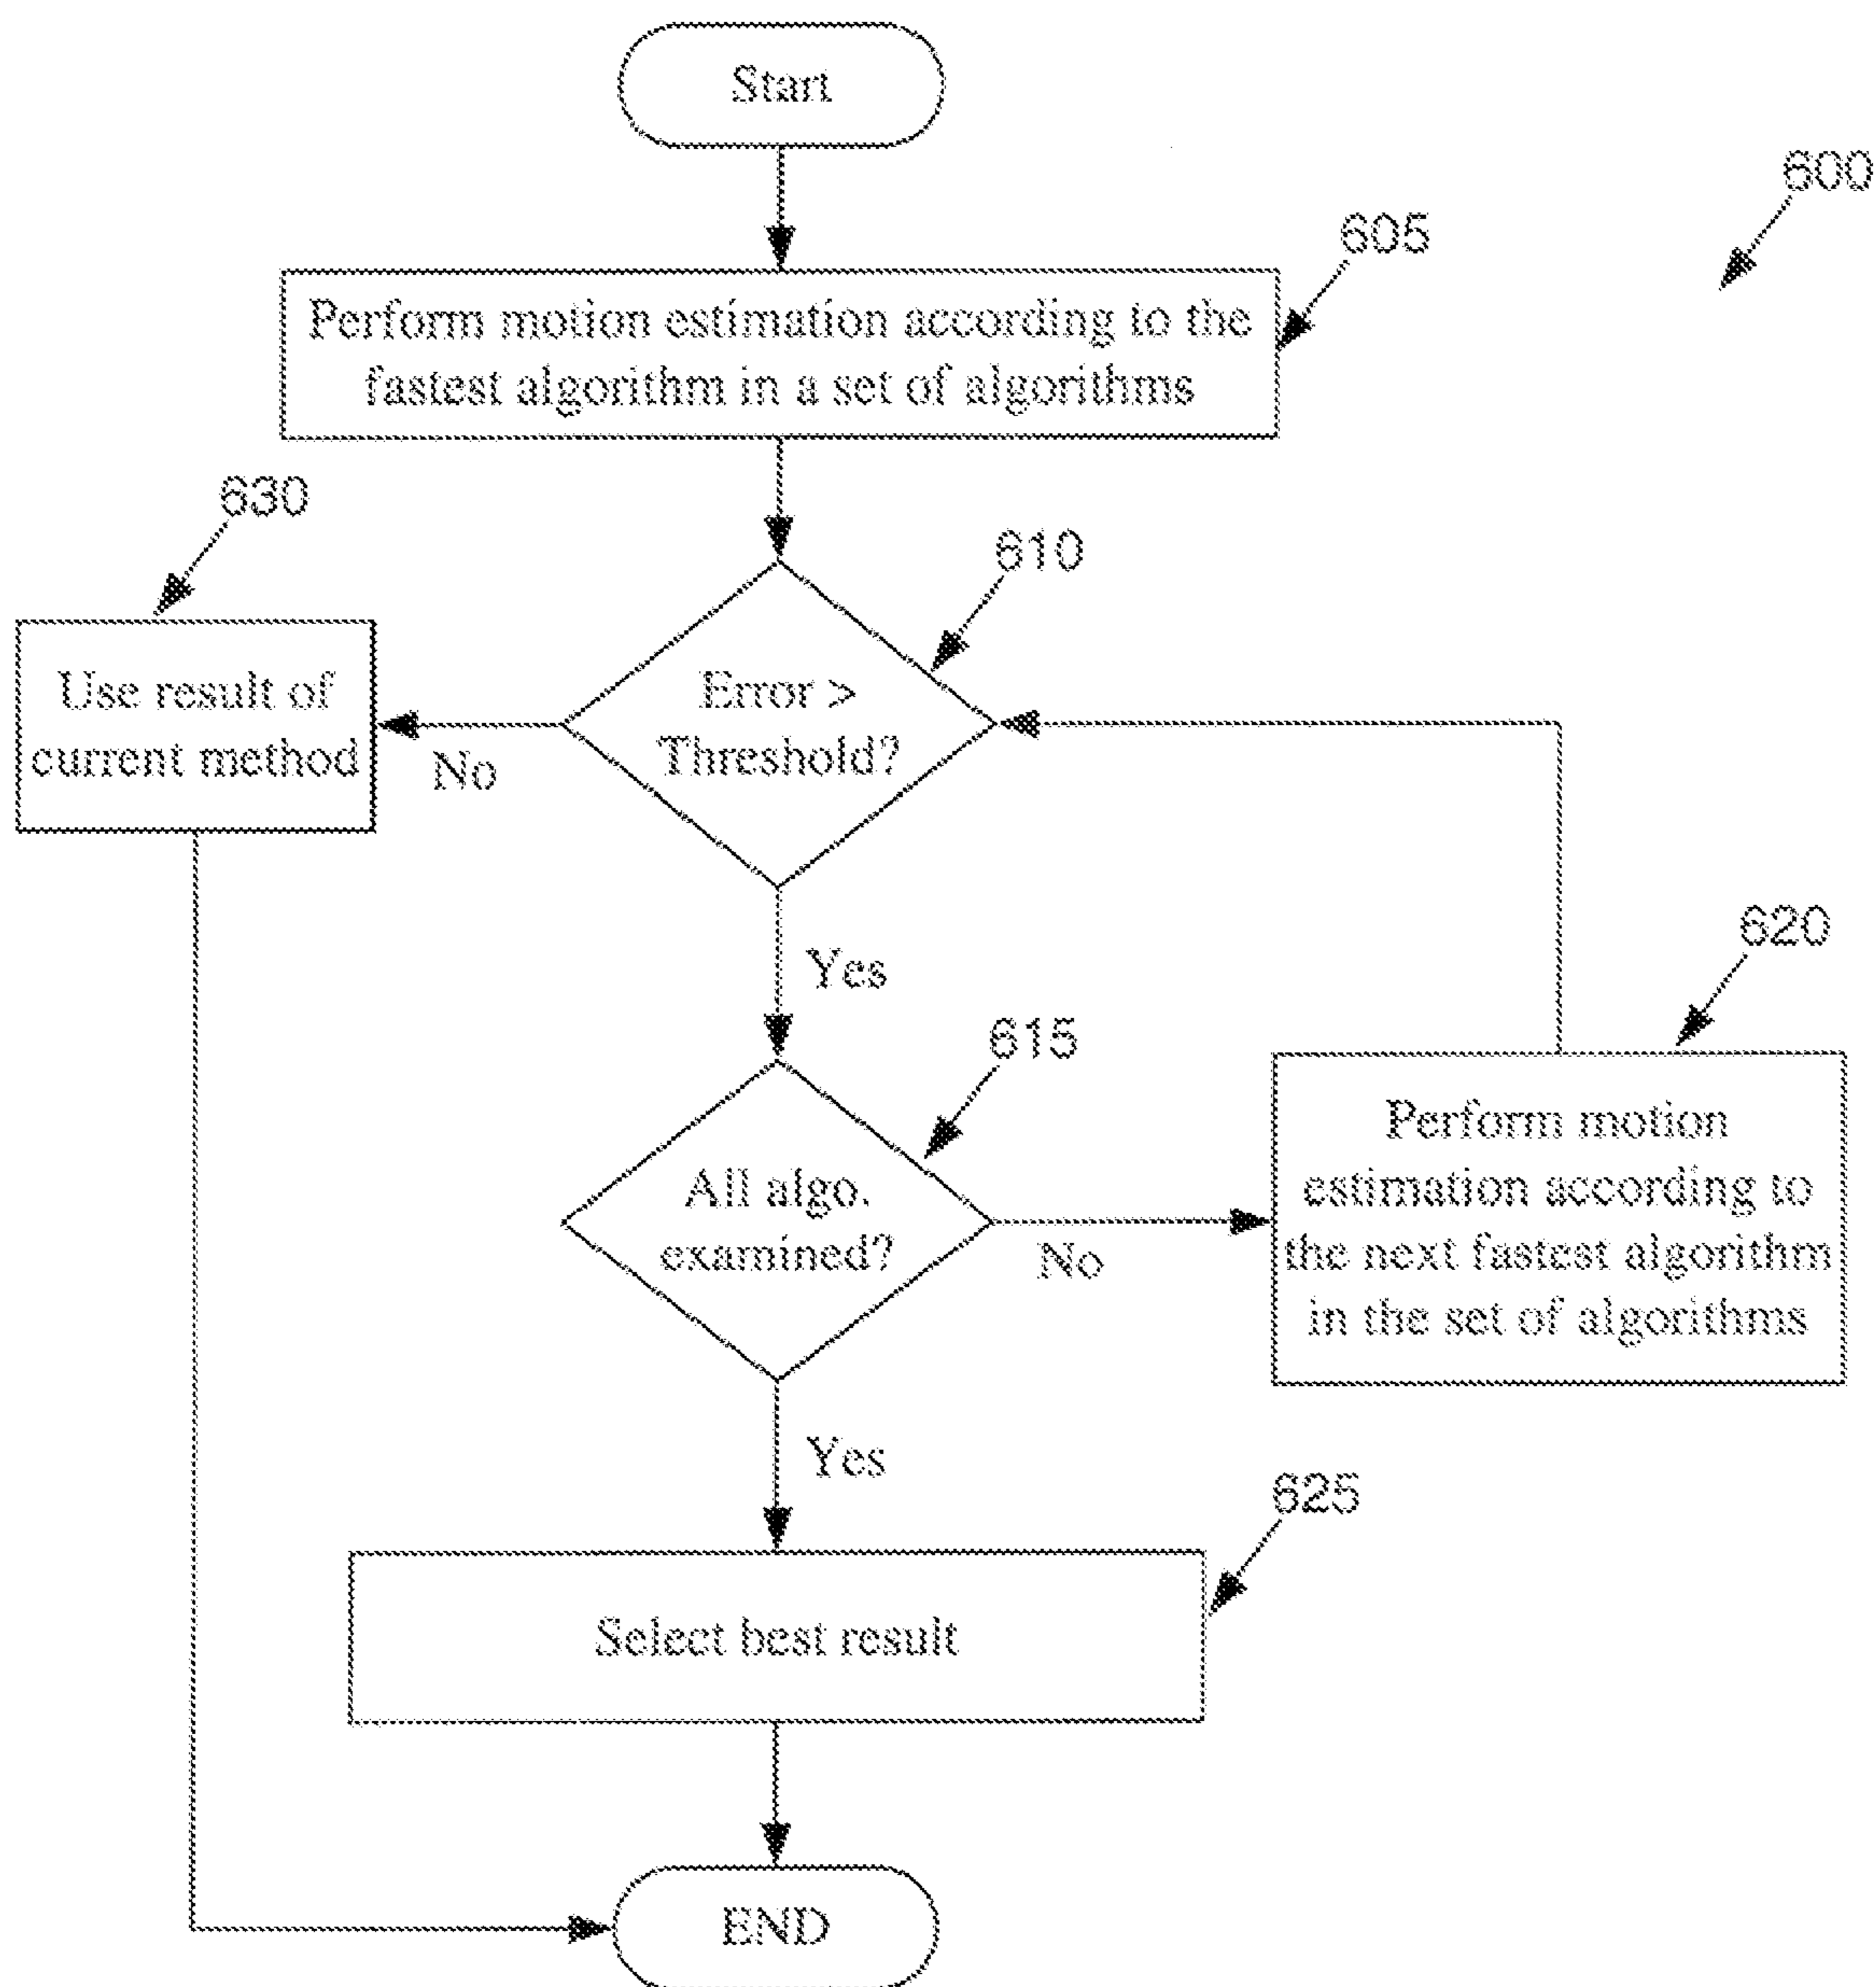 Start
600
605
Perform motion estimation according to the
fastest algorithm in a set of algorithms
630
610
Use result of
current method
No
Error >
Threshold?
620
Yes
615
All algo.
examined?
No
Perform motion
estimation according to
the next fastest algorithm
in the set of algorithms
Yes
625
Select best result
END